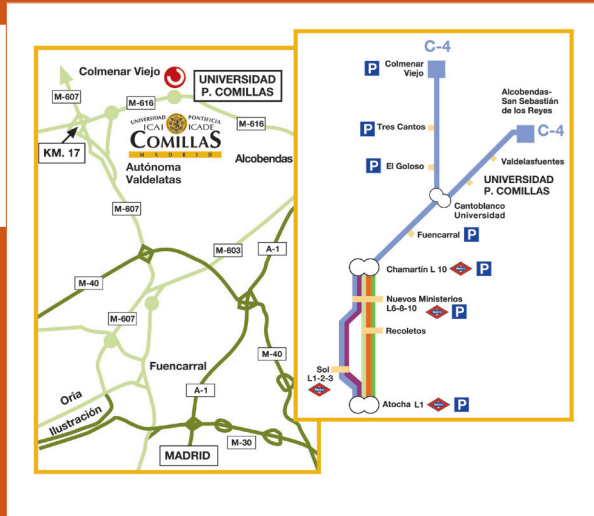 Colmenar Viejo
UNIVERSIDAD
P. COMILLAS
M-607
M-616
UNIVERSIDAD PONTIFICIA
ICAI ICADE
COMILLAS
MADRID
M-616
KM. 17
Autónoma
Valdelatas
Alcobendas
M-607
M-603
A-1
M-40
M-607
M-40
Fuencarral
Oria
Ilustración
A-1
M-30
MADRID
C-4
P
Colmenar
Viejo
Alcobendas-
San Sebastián
de los Reyes
P
Tres Cantos
C-4
P
El Goloso
Valdelasfuentes
UNIVERSIDAD
P. COMILLAS
Cantoblanco
Universidad
Fuencarral P
Chamartín L 10 P
Nuevos Ministerios
L6-8-10 P
Recoletos
Sol
L1-2-3
Atocha L1 P